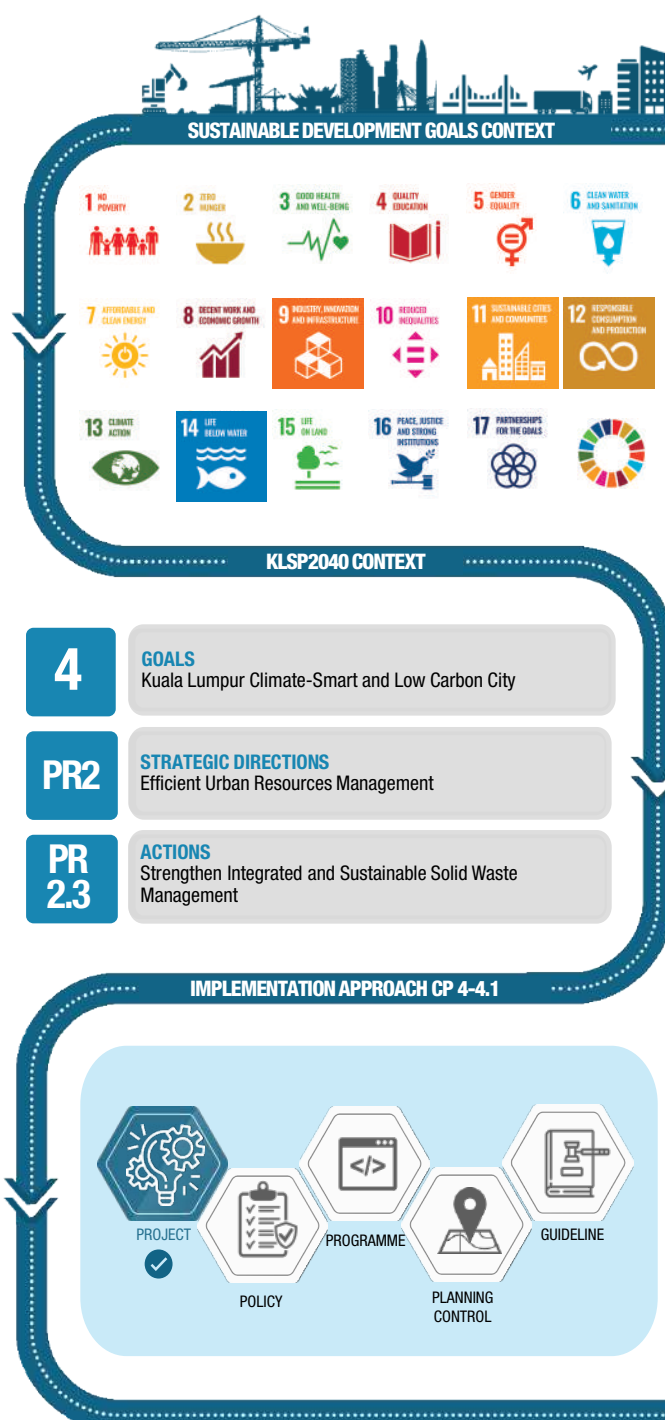 SUSTAINABLE DEVELOPMENT GOALS CONTEXT
1 NO
POVERTY
2 ZERO
HUNGER
3 GOOD HEALTH
AND WELL-BEING
4 QUALITY
EDUCATION
5 GENDER
EQUALITY
6 CLEAN WATER
AND SANITATION
7 AFFORDABLE AND
CLEAN ENERGY
8 DECENT WORK AND
ECONOMIC GROWTH
9 INDUSTRY, INNOVATION
AND INFRASTRUCTURE
10 REDUCED
INEQUALITIES
11 SUSTAINABLE CITIES
AND COMMUNITIES
12 RESPONSIBLE
CONSUMPTION
AND PRODUCTION
13 CLIMATE
ACTION
14 LIFE
BELOW WATER
15 LIFE
ON LAND
16 PEACE, JUSTICE
AND STRONG
INSTITUTIONS
17 PARTNERSHIPS
FOR THE GOALS
KLSP2040 CONTEXT
4
GOALS
Kuala Lumpur Climate-Smart and Low Carbon City
PR2
STRATEGIC DIRECTIONS
Efficient Urban Resources Management
PR
2.3
ACTIONS
Strengthen Integrated and Sustainable Solid Waste
Management
IMPLEMENTATION APPROACH CP 4-4.1
</>
PROJECT
POLICY
PROGRAMME
PLANNING
CONTROL
GUIDELINE